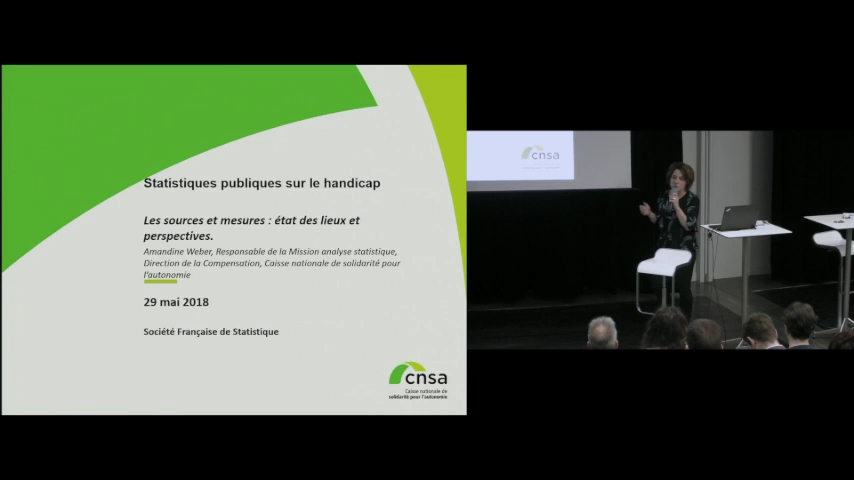 Statistiques publiques sur le handicap
Les sources et mesures : état des lieux et
perspectives.
Amandine Weber, Responsable de la Mission analyse statistique,
Direction de la Compensation, Caisse nationale de solidarité pour
l'autonomie
29 mai 2018
Société Française de Statistique
cnsa
Caisse nationale de
solidarité pour l'autonomie
cnsa